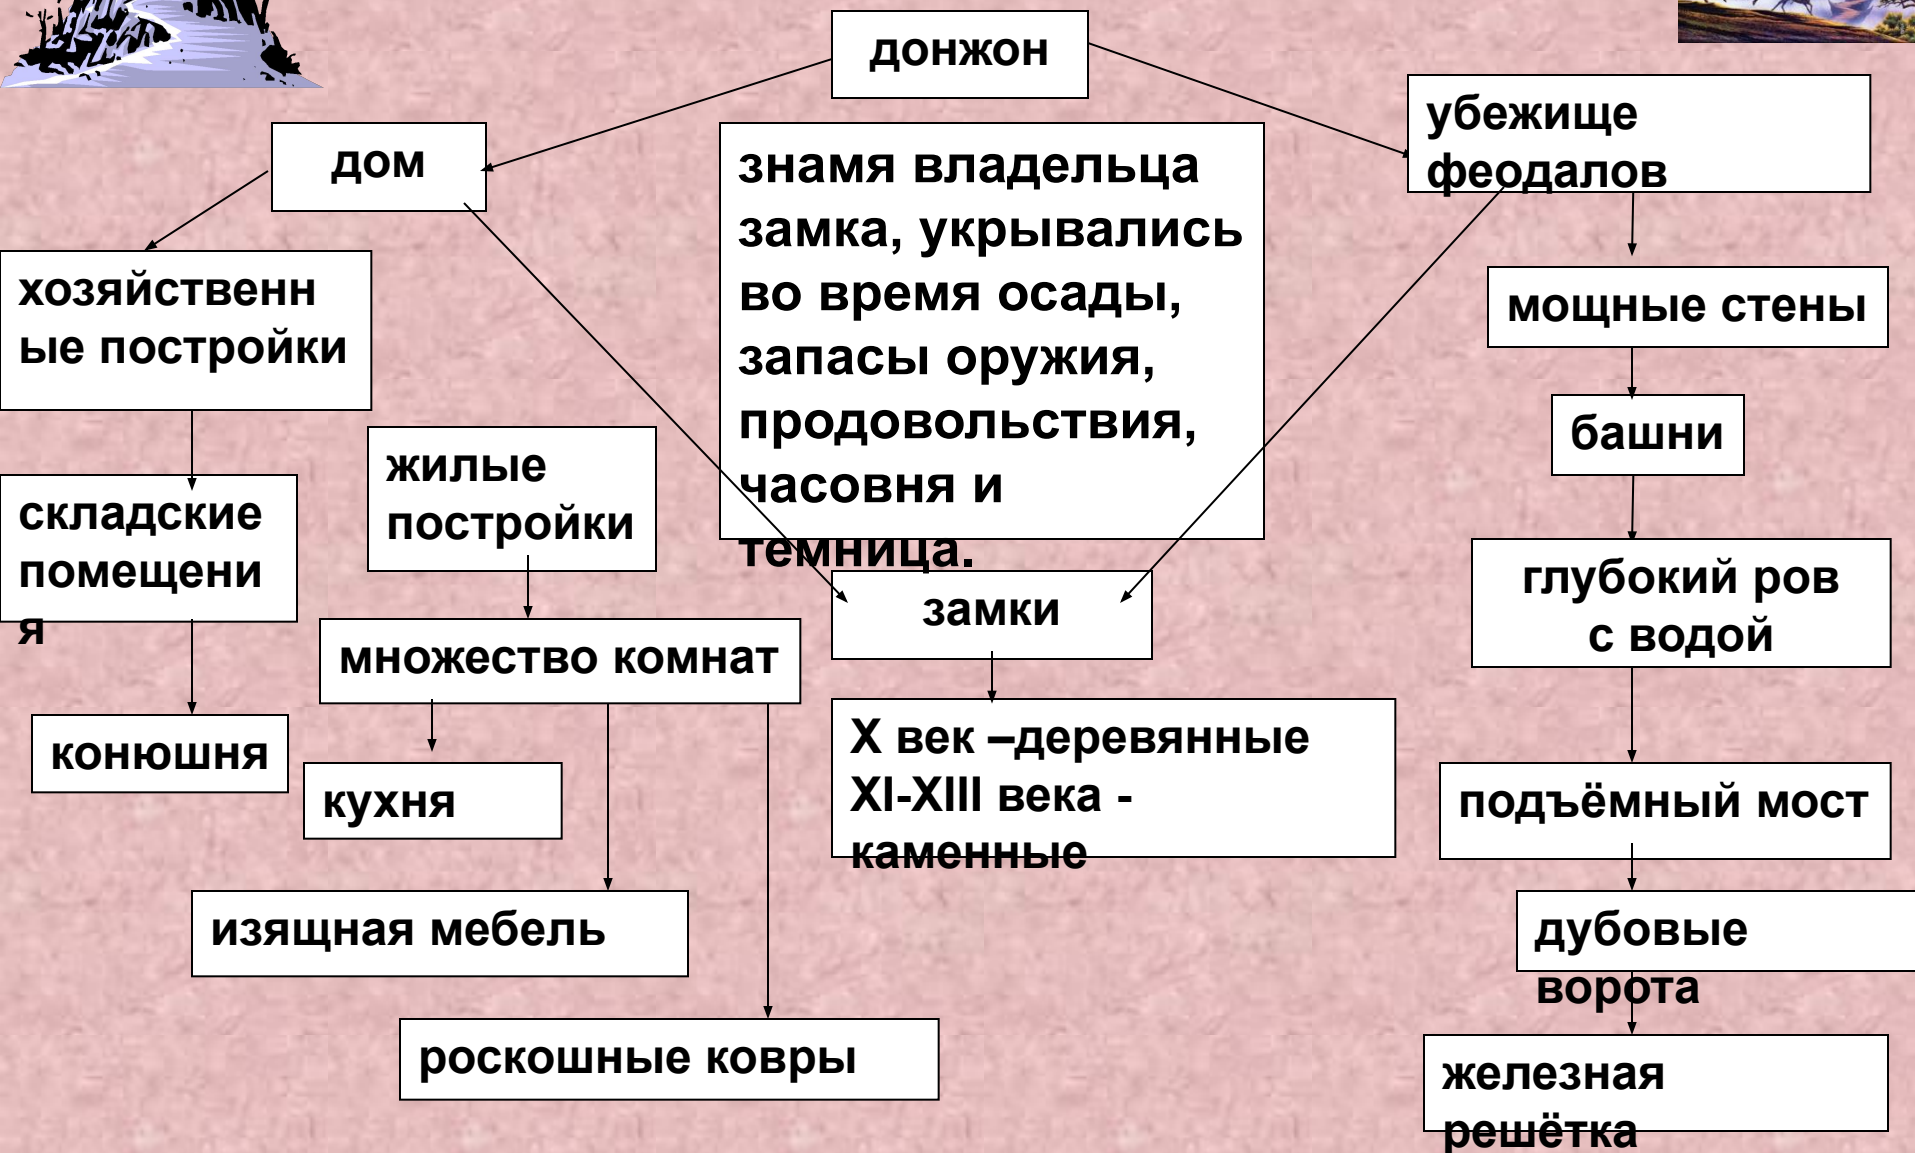 донжон
убежище
феодалов
дом
знамя владельца
замка, укрывались
во время осады,
запасы оружия,
продовольствия,
часовня и
темница.
хозяйственн
ые постройки
мощные стены
башни
жилые
постройки
складские
помещени
я
глубокий ров
с водой
замки
множество комнат
конюшня
кухня
X век –деревянные
XI-XIII века -
каменные
подъёмный мост
изящная мебель
дубовые
ворота
роскошные ковры
железная
решётка